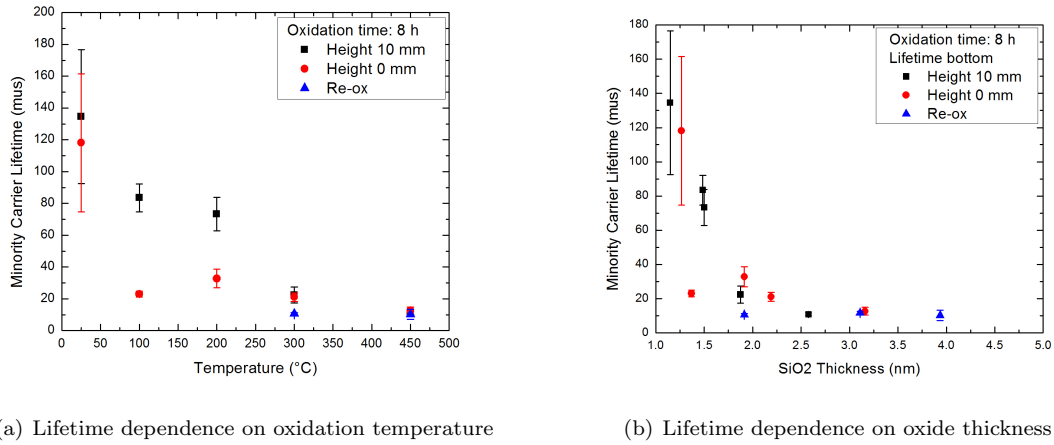 200
180
160
140
120
100
80
60
40
20
0
0 50 100 150 200 250 300 350 400 450 500
Minority Carrier Lifetime (mus)
Temperature (°C)
Oxidation time: 8 h
Height 10 mm
Height 0 mm
Re-ox
180
160
140
120
100
80
60
40
20
0
1.0 1.5 2.0 2.5 3.0 3.5 4.0 4.5 5.0
Minority Carrier Lifetime (mus)
SiO2 Thickness (nm)
Oxidation time: 8 h
Lifetime bottom
Height 10 mm
Height 0 mm
Re-ox
a) Lifetime dependence on oxidation temperature
(b) Lifetime dependence on oxide thickness